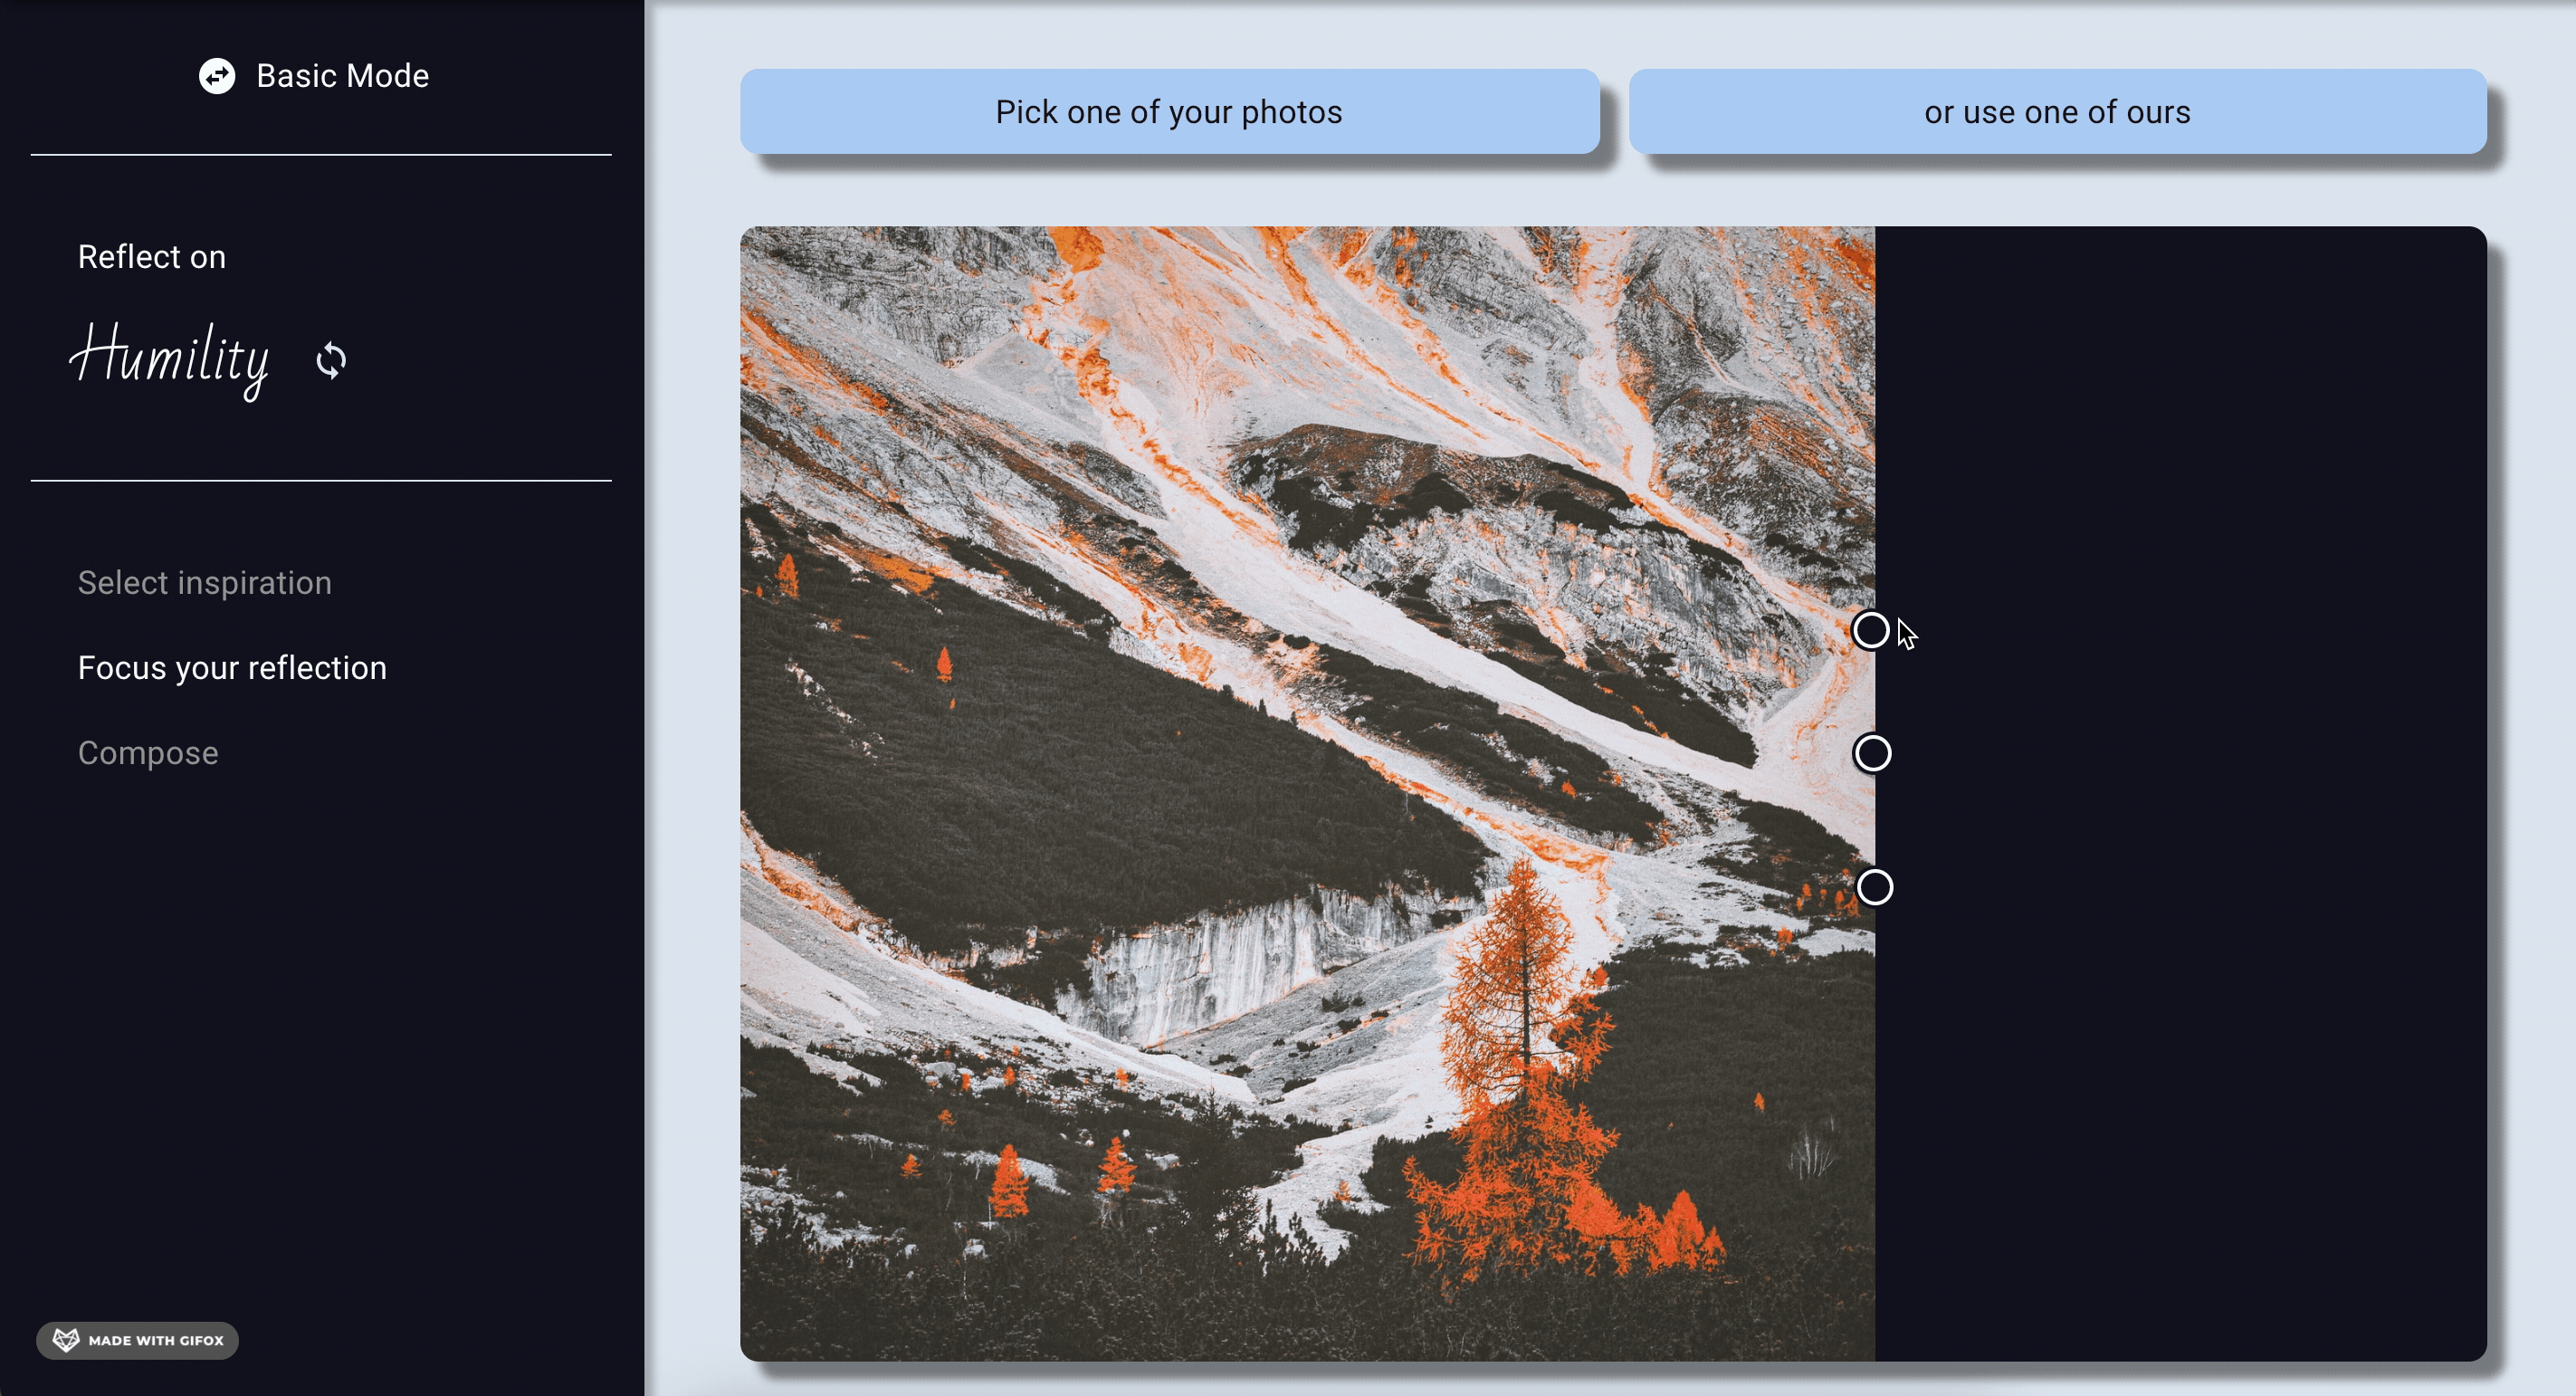 Basic Mode
Pick one of your photos
or use one of ours
Reflect on
Humility
Select inspiration
Focus your reflection
Compose
MADE WITH GIFOX